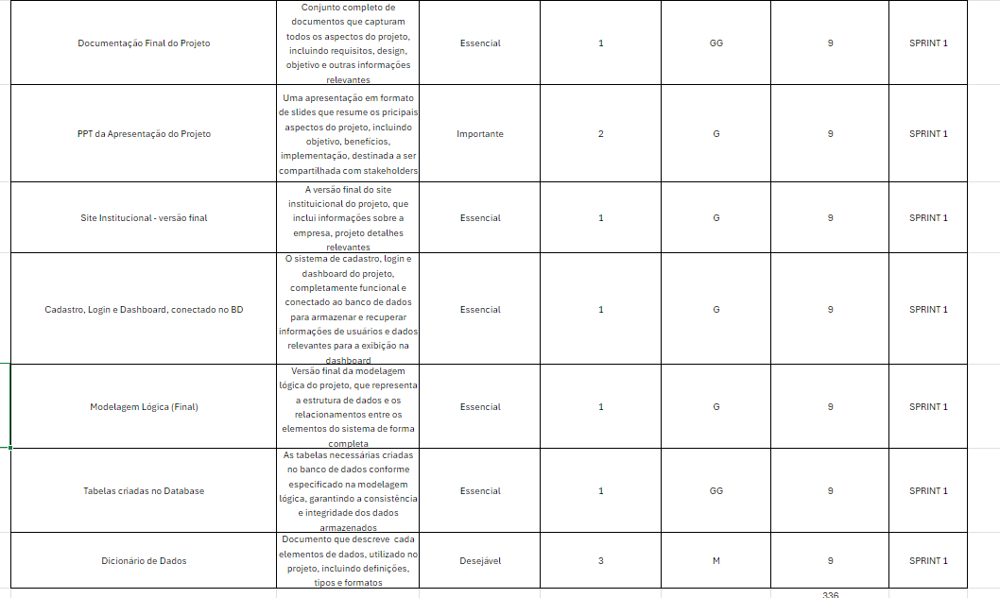 Documentação Final do Projeto
Conjunto completo de
documentos que capturam
todos os aspectos do projeto,
incluindo requisitos, design,
objetivo e outras informações
relevantes
Essencial
1
GG
9
SPRINT 1
PPT da Apresentação do Projeto
Uma apresentação em formato
de slides que resume os pricipais
aspectos do projeto, incluindo
objetivo, benefícios,
implementação, destinada a ser
compartilhada com stakeholders
Importante
2
G
9
SPRINT 1
Site Institucional - versão final
A versão final do site
instituicional do projeto, que
inclui informações sobre a
empresa, projeto detalhes
relevantes
Essencial
1
G
9
SPRINT 1
Cadastro, Login e Dashboard, conectado no BD
O sistema de cadastro, login e
dashboard do projeto,
completamente funcional e
conectado ao banco de dados
para armazenar e recuperar
informações de usuários e dados
relevantes para a exibição na
dashboard
Essencial
1
G
9
SPRINT 1
Modelagem Lógica (Final)
Versão final da modelagem
lógica do projeto, que representa
a estrutura de dados e os
relacionamentos entre os
elementos do sistema de forma
completa
Essencial
1
G
9
SPRINT 1
Tabelas criadas no Database
As tabelas necessárias criadas
no banco de dados conforme
especificado na modelagem
lógica, garantindo a consistência
e integridade dos dados
armazenados
Essencial
1
GG
9
SPRINT 1
Dicionário de Dados
Documento que descreve  cada
elementos de dados, utilizado no
projeto, incluindo definições,
tipos e formatos
Desejável
3
M
9
SPRINT 1
336